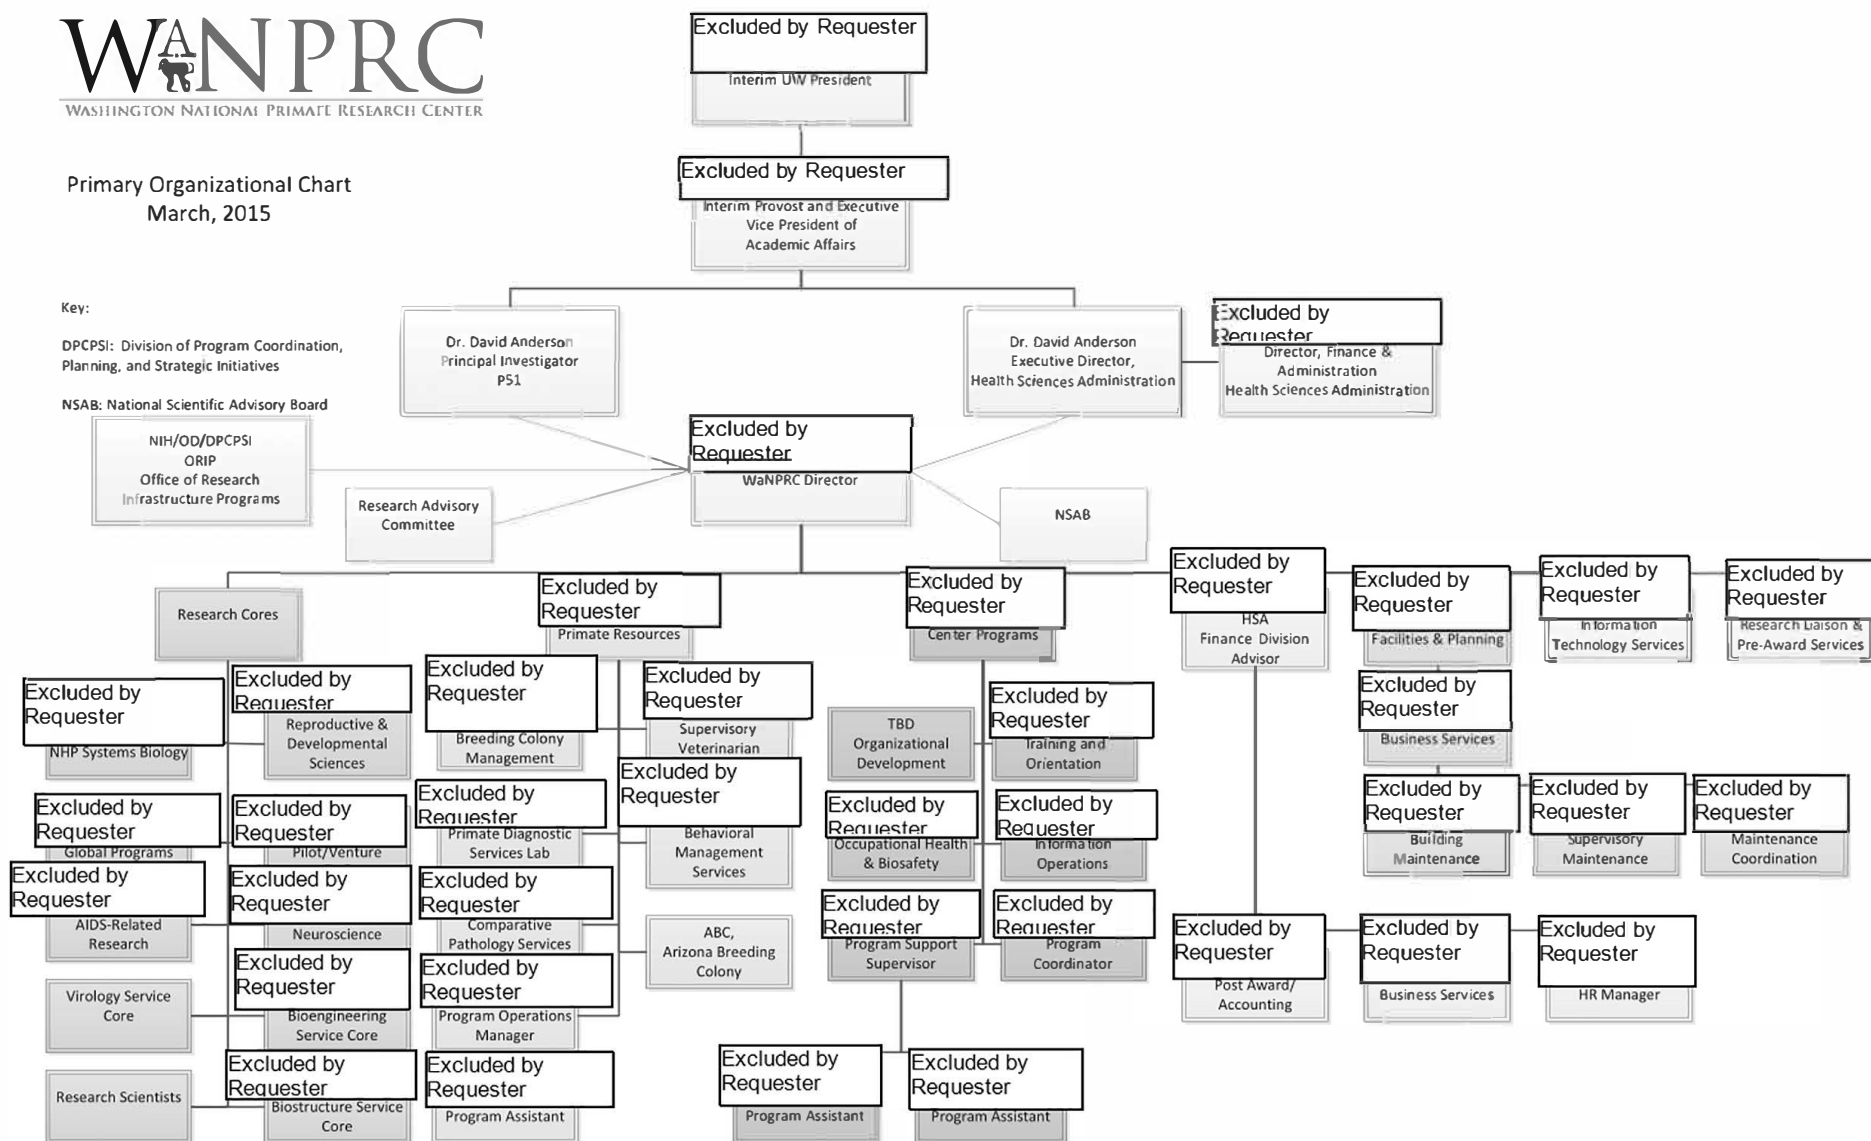 WaNPRC
WASHINGTON NATIONAL PRIMATE RESEARCH CENTER
Primary Organizational Chart
March, 2015
Key:
DPCPSI: Division of Program Coordination,
Planning, and Strategic Initiatives
NSAB: National Scientific Advisory Board
Excluded by Requester
Interim UW President
Excluded by Requester
Interim Provost and Executive
Vice President of
Academic Affairs
Dr. David Anderson
Principal Investigator
P51
Dr. David Anderson
Executive Director,
Health Sciences Administration
Excluded by
Requester
Director, Finance &
Administration
Health Sciences Administration
NIH/OD/DPCPSI
ORIP
Office of Research
Infrastructure Programs
Research Advisory
Committee
Excluded by
Requester
WaNPRC Director
NSAB
Research Cores
Excluded by
Requester
NHP Systems Biology
Excluded by
Requester
Reproductive &
Developmental
Sciences
Excluded by
Requester
Global Programs
Excluded by
Requester
Pilot/Venture
Excluded by
Requester
AIDS-Related
Research
Excluded by
Requester
Neuroscience
Virology Service
Core
Excluded by
Requester
Bioengineering
Service Core
Research Scientists
Excluded by
Requester
Biostructure Service
Core
Excluded by
Requester
Primate Resources
Excluded by
Requester
Breeding Colony
Management
Excluded by
Requester
Supervisory
Veterinarian
Excluded by
Requester
Primate Diagnostic
Services Lab
Excluded by
Requester
Behavioral
Management
Services
Excluded by
Requester
Comparative
Pathology Services
ABC,
Arizona Breeding
Colony
Excluded by
Requester
Program Operations
Manager
Excluded by
Requester
Program Assistant
Excluded by
Requester
Center Programs
TBD
Organizational
Development
Excluded by
Requester
Training and
Orientation
Excluded by
Requester
Occupational Health
& Biosafety
Excluded by
Requester
Information
Operations
Excluded by
Requester
Program Support
Supervisor
Excluded by
Requester
Program
Coordinator
Excluded by
Requester
Program Assistant
Excluded by
Requester
Program Assistant
Excluded by
Requester
HSA
Finance Division
Advisor
Excluded by
Requester
Facilities & Planning
Excluded by
Requester
Information
Technology Services
Excluded by
Requester
Research Liaison &
Pre-Award Services
Excluded by
Requester
Business Services
Excluded by
Requester
Building
Maintenance
Excluded by
Requester
Supervisory
Maintenance
Excluded by
Requester
Maintenance
Coordination
Excluded by
Requester
Post Award/
Accounting
Excluded by
Requester
Business Services
Excluded by
Requester
HR Manager